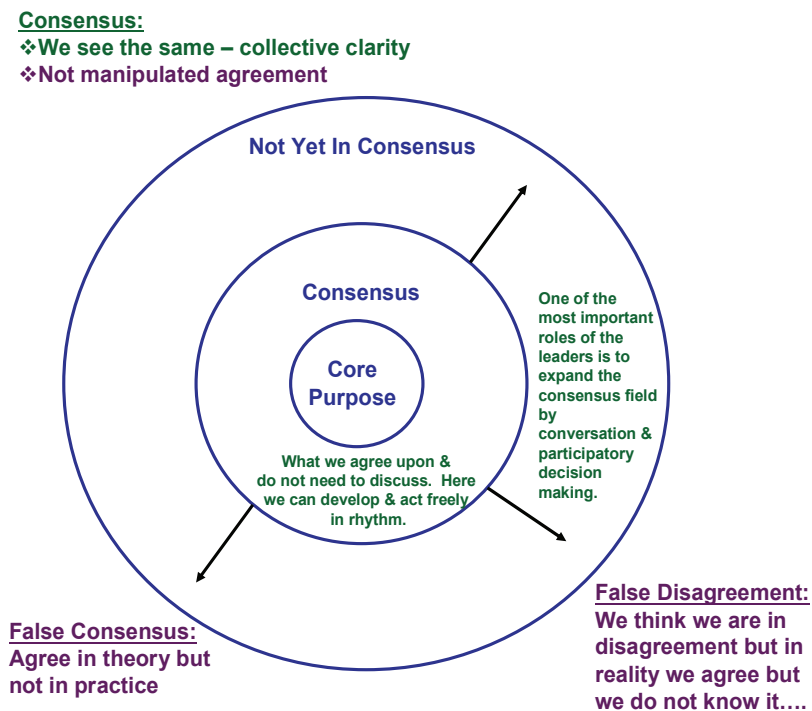 Consensus:
❖We see the same – collective clarity
❖Not manipulated agreement
Not Yet In Consensus
Consensus
Core
Purpose
What we agree upon &
do not need to discuss.  Here
we can develop & act freely
in rhythm.
One of the
most important
roles of the
leaders is to
expand the
consensus field
by
conversation &
participatory
decision
making.
False Consensus:
Agree in theory but
not in practice
False Disagreement:
We think we are in
disagreement but in
reality we agree but
we do not know it….